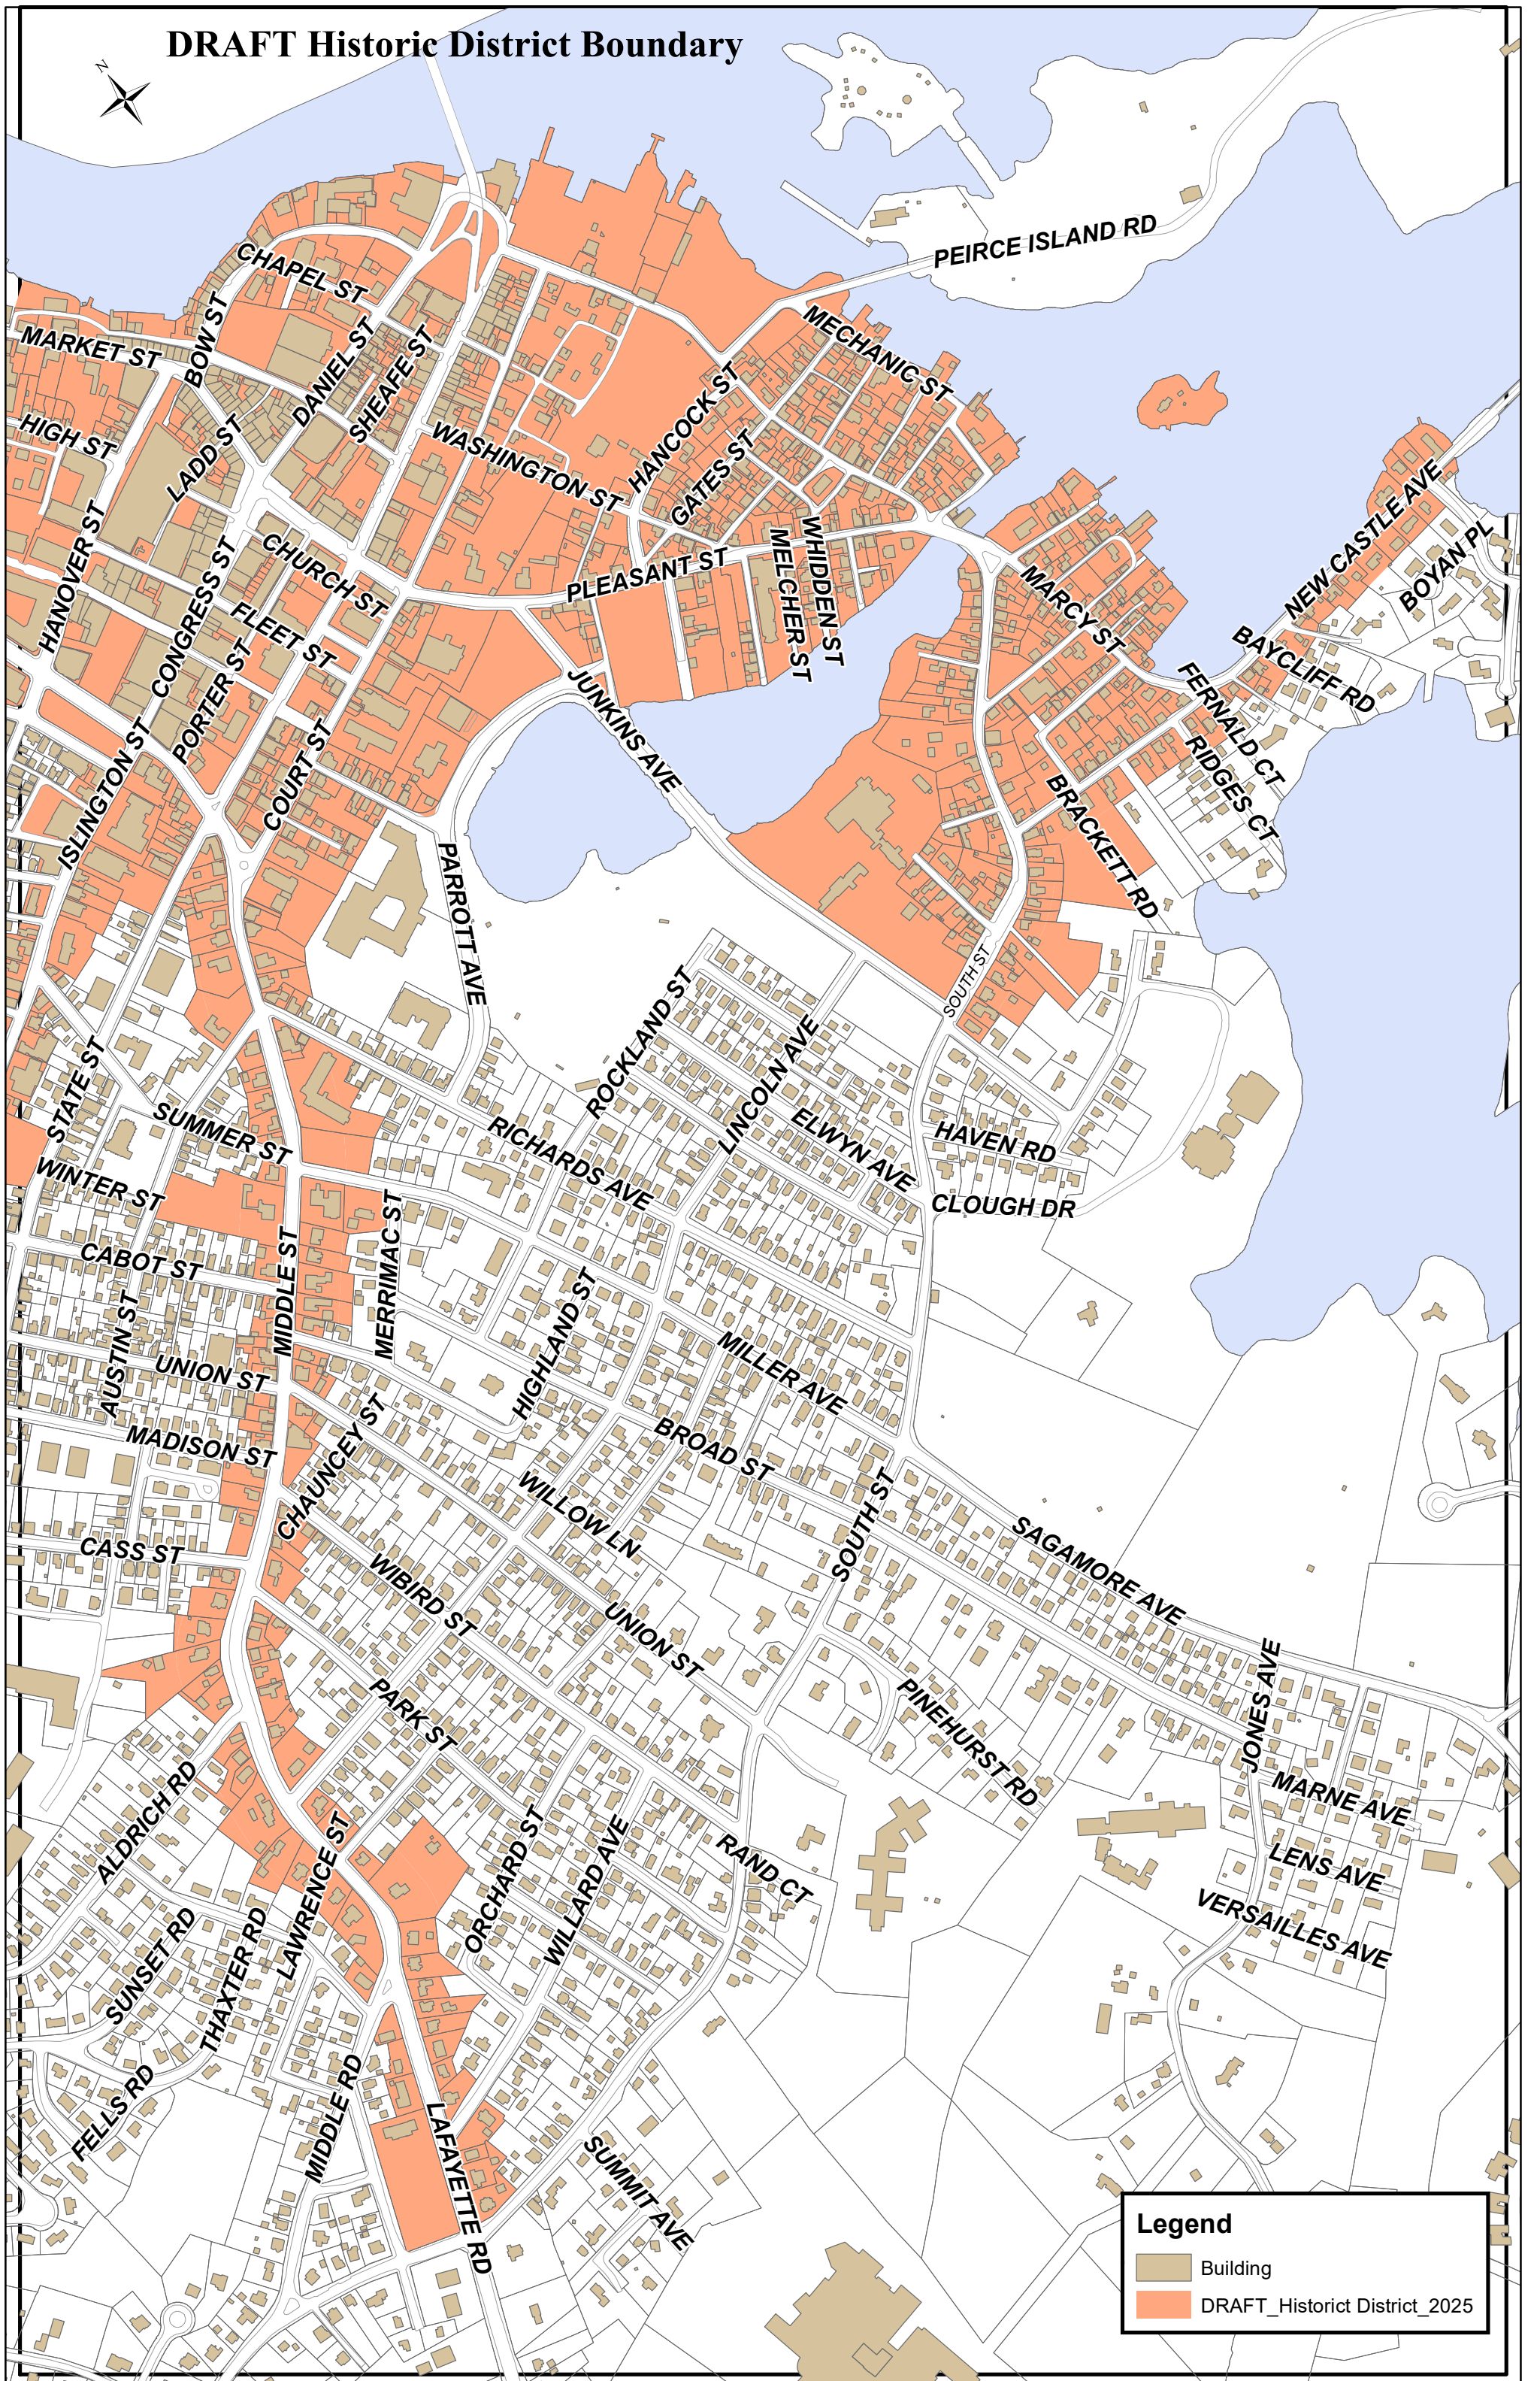 DRAFT Historic District Boundary
N
PEIRCE ISLAND RD
CHAPEL ST
MECHANIC ST
BOW ST
MARKET ST
DANIEL ST
SHEAFE ST
HANCOCK ST
HIGH ST
LADD ST
WASHINGTON ST
GATES ST
NEW CASTLE AVE
BOYAN PL
HANOVER ST
CONGRESS ST
CHURCH ST
PLEASANT ST
MELCHER ST
WHIDDEN ST
MARCY ST
FLEET ST
BAYCLIFF RD
PORTER ST
JUNKINS AVE
FERNALD CT
RIDGES CT
ISLINGTON ST
COURT ST
BRACKETT RD
PARROTT AVE
SOUTH ST
ROCKLAND ST
LINCOLN AVE
STATE ST
SUMMER ST
RICHARDS AVE
ELWYN AVE
HAVEN RD
WINTER ST
CLOUGH DR
CABOT ST
MIDDLE ST
MERRIMAC ST
HIGHLAND ST
AUSTIN ST
UNION ST
MILLER AVE
MADISON ST
CHAUNCEY ST
BROAD ST
WILLOW LN
SOUTH ST
CASS ST
SAGAMORE AVE
WIBIRD ST
UNION ST
JONES AVE
PARK ST
PINEHURST RD
MARNE AVE
ALDRICH RD
LAWRENCE ST
ORCHARD ST
WILLARD AVE
RAND CT
LENS AVE
VERSAILLES AVE
SUNSET RD
THAXTER RD
FELLS RD
MIDDLE RD
LAFAYETTE RD
SUMMIT AVE
Legend
Building
DRAFT_Historict District_2025